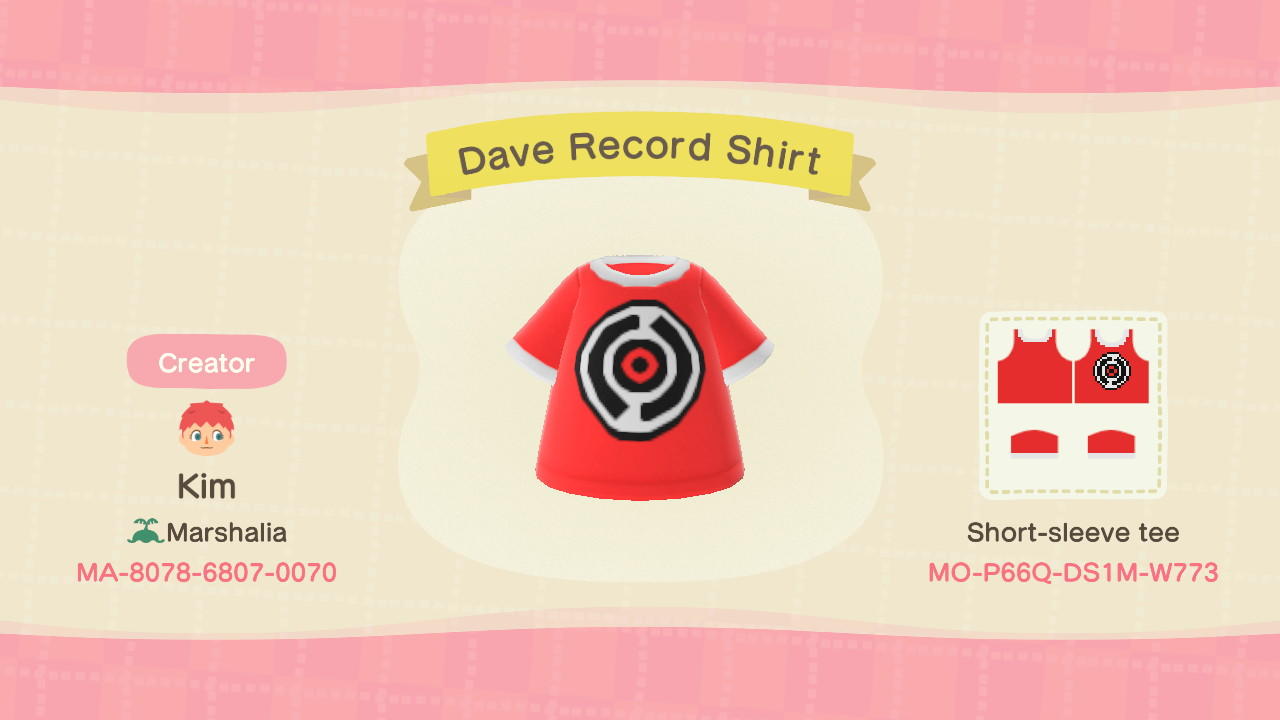 Dave Record Shirt
Creator
Kim
Marshalia
MA-8078-6807-0070
Short-sleeve tee
MO-P66Q-DS1M-W773